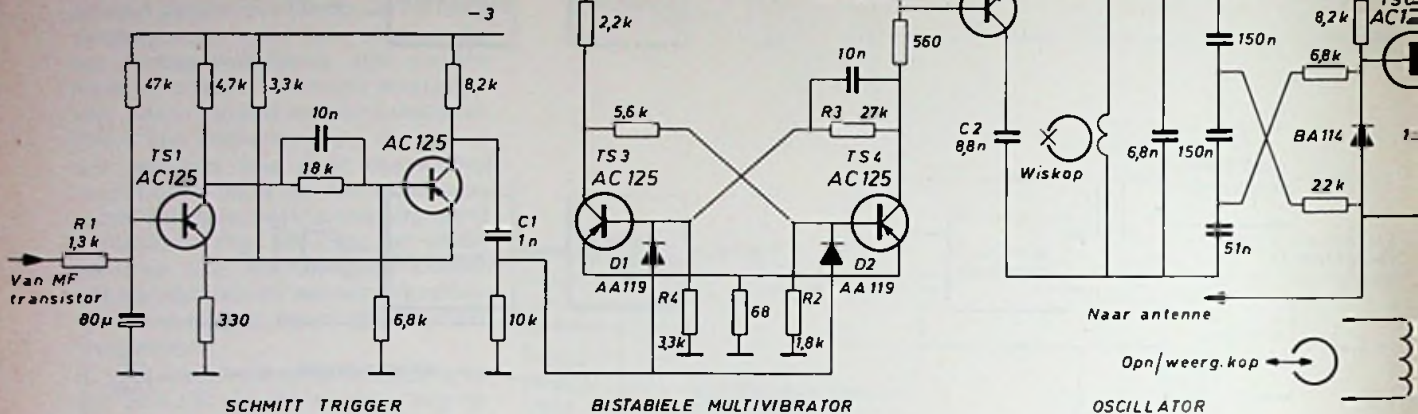 -3
47k
4,7k
3,3k
8,2k
10n
18k
TS1
AC125
AC125
R1
1,3k
Van MF
transistor
80µ
330
6,8k
C1
1n
10k
SCHMITT TRIGGER
2,2k
560
10n
5,6k
R3 27k
TS3
AC125
TS4
AC125
D1
AA119
D2
AA119
R4
3,3k
68
R2
1,8k
BISTABIELE MULTIVIBRATOR
C2
8,8n
Wiskop
6,8n
150n
150n
51n
6,8k
22k
8,2k
BA114
Naar antenne
Opn/weerg.kop
OSCILLATOR